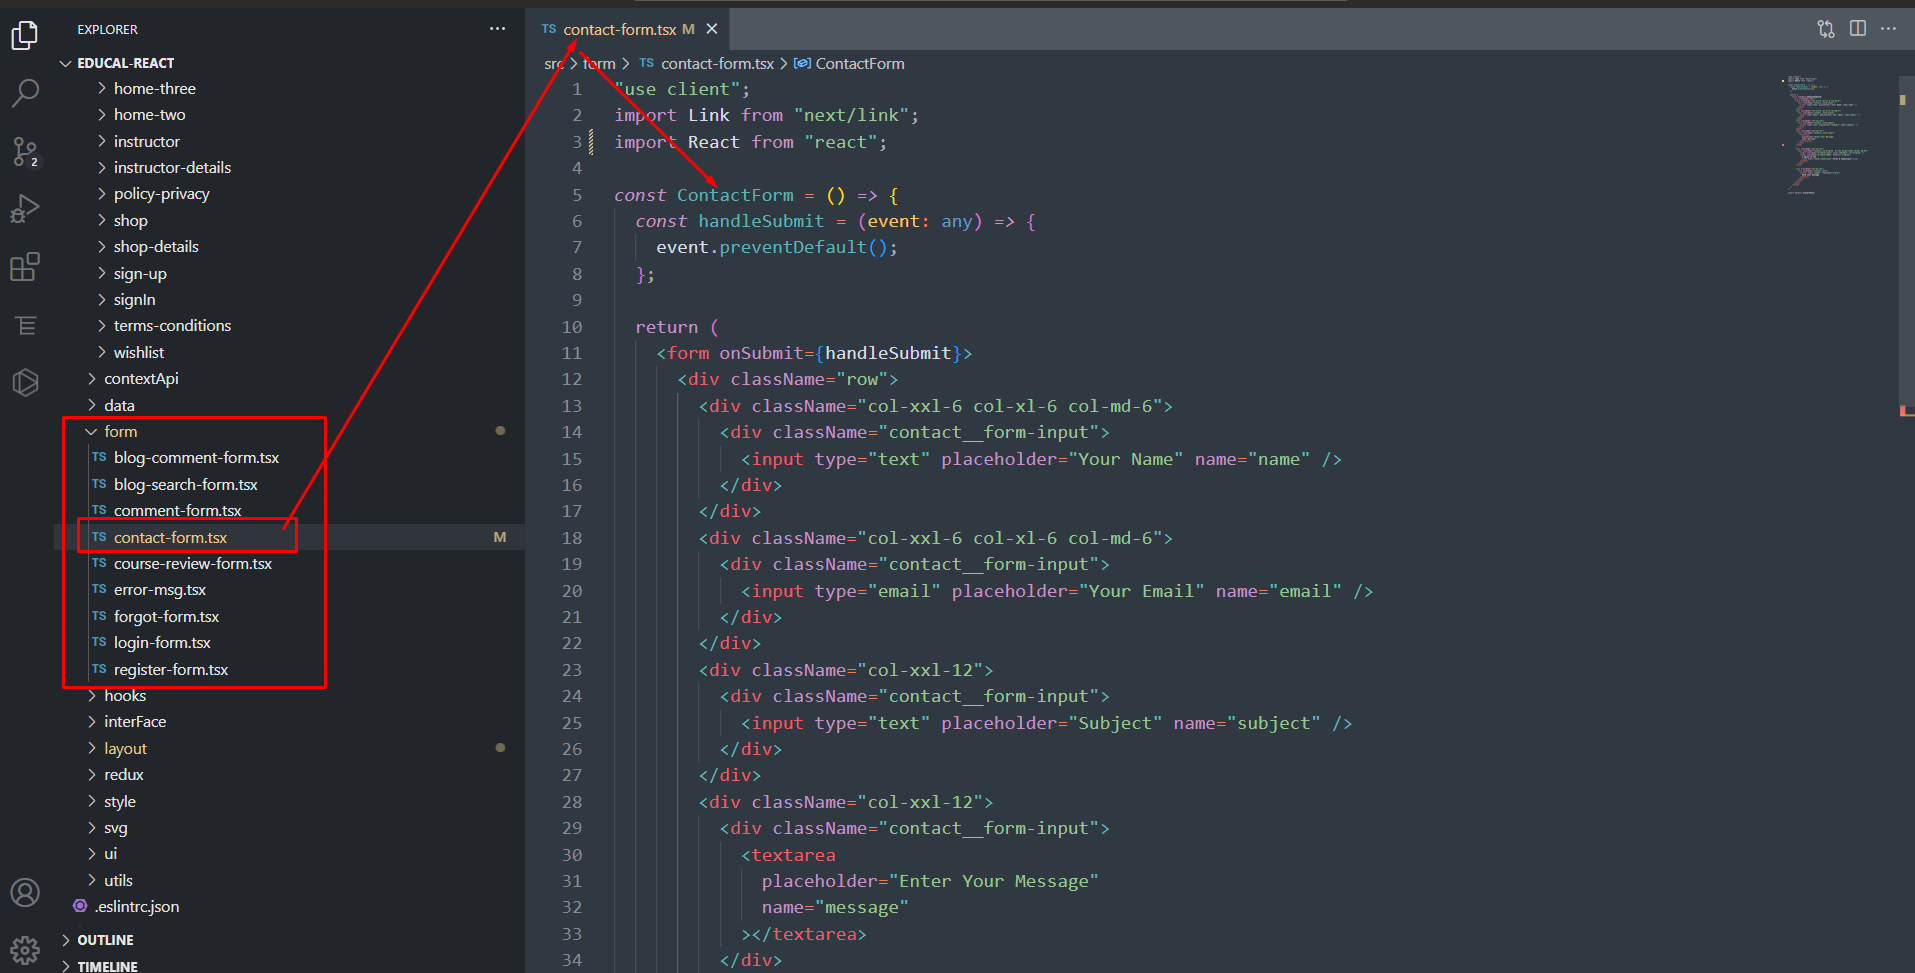 EXPLORER
EDUCAL-REACT
home-three
home-two
instructor
instructor-details
policy-privacy
shop
shop-details
sign-up
signIn
terms-conditions
wishlist
contextApi
data
form
TS blog-comment-form.tsx
TS blog-search-form.tsx
TS comment-form.tsx
TS contact-form.tsx M
TS course-review-form.tsx
TS error-msg.tsx
TS forgot-form.tsx
TS login-form.tsx
TS register-form.tsx
hooks
interFace
layout
redux
style
svg
ui
utils
.eslintrc.json
OUTLINE
TIMELINE
2
TS contact-form.tsx M
src > form > TS contact-form.tsx > ContactForm
1 "use client";
2 import Link from "next/link";
3 import React from "react";
4
5 const ContactForm = () => {
6 const handleSubmit = (event: any) => {
7 event.preventDefault();
8 };
9
10 return (
11 <form onSubmit={handleSubmit}>
12 <div className="row">
13 <div className="col-xxl-6 col-xl-6 col-md-6">
14 <div className="contact__form-input">
15 <input type="text" placeholder="Your Name" name="name" />
16 </div>
17 </div>
18 <div className="col-xxl-6 col-xl-6 col-md-6">
19 <div className="contact__form-input">
20 <input type="email" placeholder="Your Email" name="email" />
21 </div>
22 </div>
23 <div className="col-xxl-12">
24 <div className="contact__form-input">
25 <input type="text" placeholder="Subject" name="subject" />
26 </div>
27 </div>
28 <div className="col-xxl-12">
29 <div className="contact__form-input">
30 <textarea
31 placeholder="Enter Your Message"
32 name="message"
33 ></textarea>
34 </div>